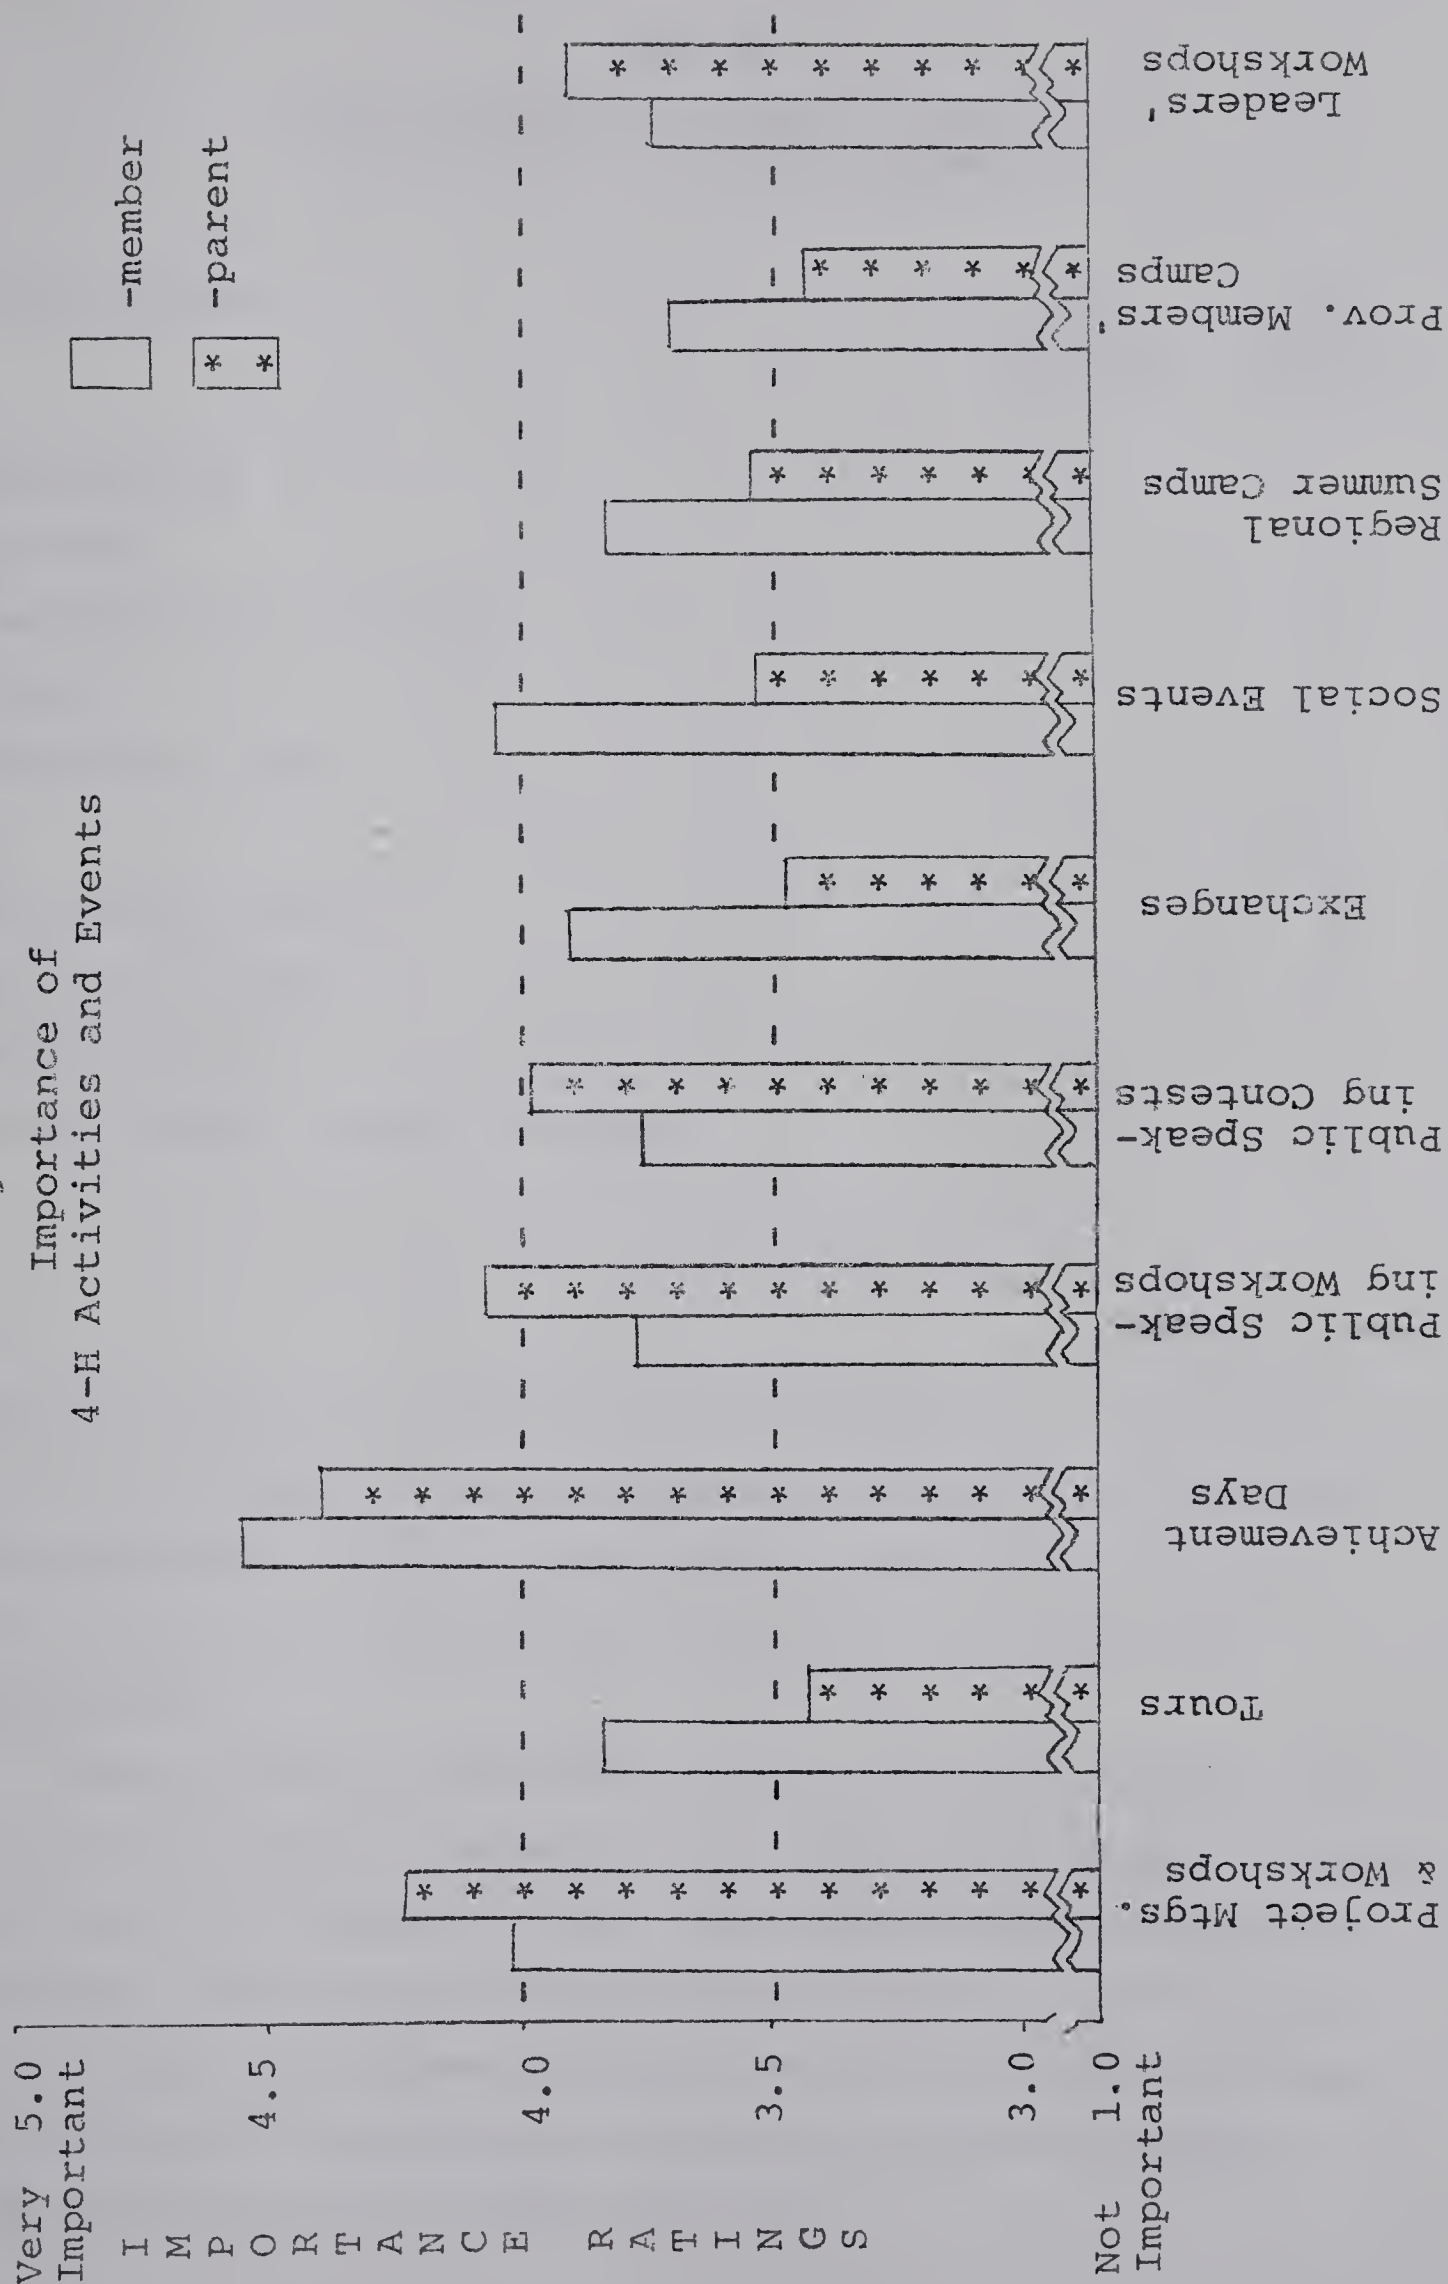 Importance of
4-H Activities and Events
-member
* * -parent
Very 5.0
Important
4.5
4.0
3.5
3.0
Not 1.0
Important
IMPORTANCE RATINGS
Project Mtgs.
& Workshops
Tours
Achievement
Days
Public Speak-
ing Workshops
Public Speak-
ing Contests
Exchanges
Social Events
Regional
Summer Camps
Prov. Members'
Camps
Leaders'
Workshops